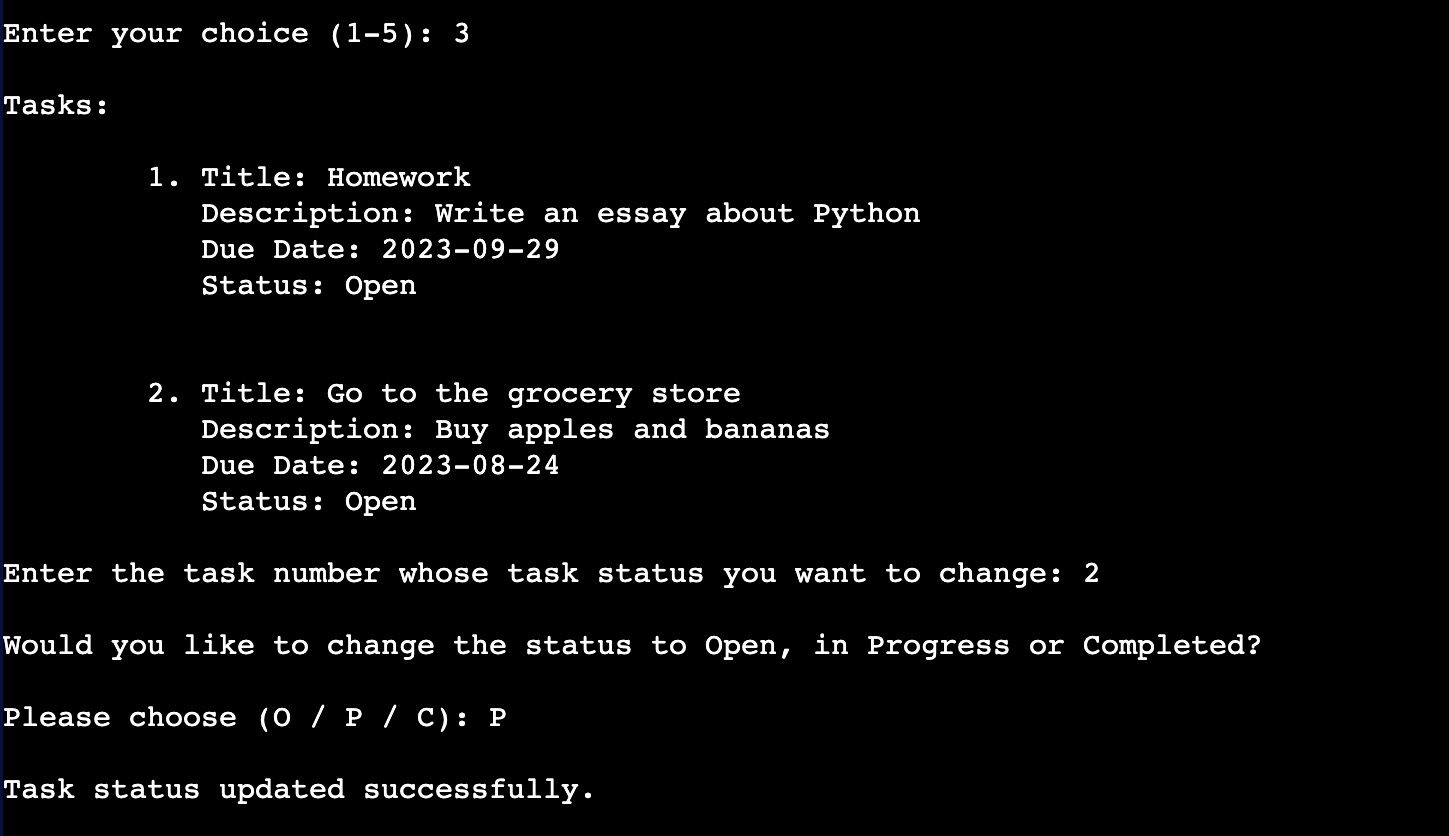 Enter your choice (1-5): 3
Tasks:
1. Title: Homework
Description: Write an essay about Python
Due Date: 2023-09-29
Status: Open
2. Title: Go to the grocery store
Description: Buy apples and bananas
Due Date: 2023-08-24
Status: Open
Enter the task number whose task status you want to change: 2
Would you like to change the status to Open, in Progress or Completed?
Please choose (O / P / C): P
Task status updated successfully.